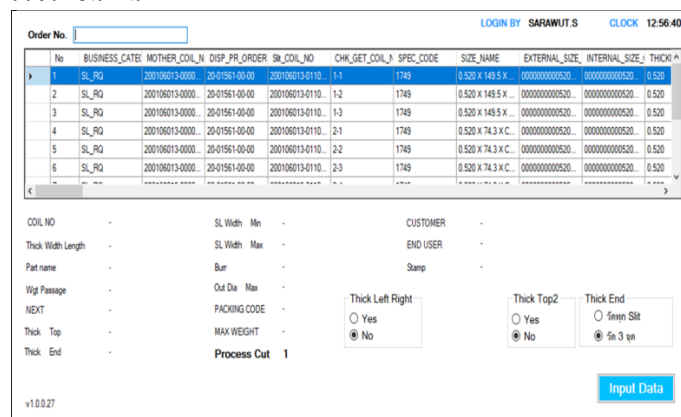 LOGIN BY SARAWUT.S CLOCK 12:56:40
Order No.
No BUSINESS_CATE( MOTHER_COIL_N DISP_PR_ORDER Slit_COIL_NO CHK_GET_COIL_N SPEC_CODE SIZE_NAME EXTERNAL_SIZE_ INTERNAL_SIZE_( THICKI
1 SL_RQ 200106013-0000... 20-01561-00-00 200106013-0110... 1-1 1749 0.520 X 149.5 X ... 0000000000520... 0000000000520... 0.520
2 SL_RQ 200106013-0000... 20-01561-00-00 200106013-0110... 1-2 1749 0.520 X 149.5 X ... 0000000000520... 0000000000520... 0.520
3 SL_RQ 200106013-0000... 20-01561-00-00 200106013-0110... 1-3 1749 0.520 X 149.5 X ... 0000000000520... 0000000000520... 0.520
4 SL_RQ 200106013-0000... 20-01561-00-00 200106013-0110... 2-1 1749 0.520 X 74.3 X C... 0000000000520... 0000000000520... 0.520
5 SL_RQ 200106013-0000... 20-01561-00-00 200106013-0110... 2-2 1749 0.520 X 74.3 X C... 0000000000520... 0000000000520... 0.520
6 SL_RQ 200106013-0000... 20-01561-00-00 200106013-0110... 2-3 1749 0.520 X 74.3 X C... 0000000000520... 0000000000520... 0.520
COIL NO - SL Width Min - CUSTOMER -
Thick Width Length - SL Width Max - END USER -
Part name - Burr - Stamp -
Wgt Passage - Out Dia Max -
NEXT - PACKING CODE -
Thick Top - MAX WEIGHT -
Thick End - Process Cut 1
Thick Left Right
Yes
No
Thick Top2
Yes
No
Thick End
วัดทุก Slit
วัด 3 จุด
Input Data
v1.0.0.27